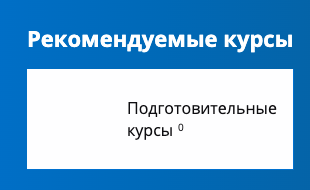 Рекомендуемые курсы
Подготовительные
курсы ⁰